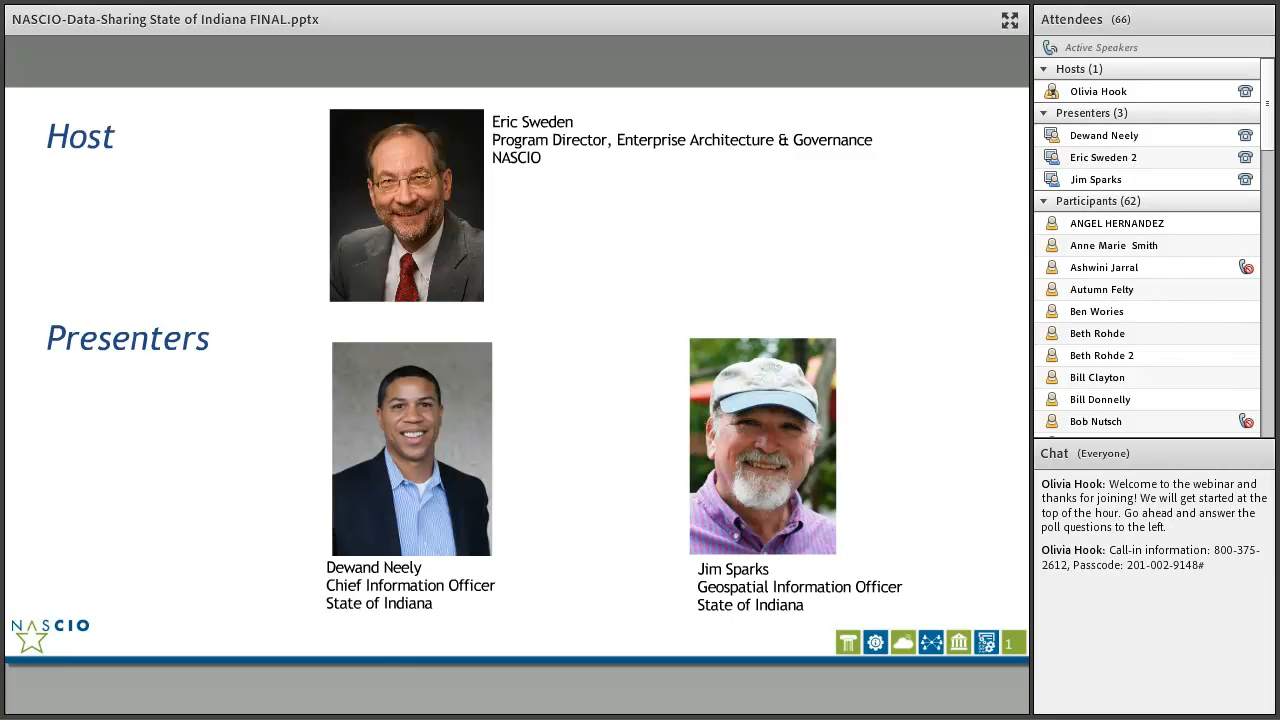 NASCIO-Data-Sharing State of Indiana FINAL.pptx
Host
Eric Sweden
Program Director, Enterprise Architecture & Governance
NASCIO
Presenters
Dewand Neely
Chief Information Officer
State of Indiana
Jim Sparks
Geospatial Information Officer
State of Indiana
NASCIO
1
Attendees (66)
Active Speakers
Hosts (1)
Olivia Hook
Presenters (3)
Dewand Neely
Eric Sweden 2
Jim Sparks
Participants (62)
ANGEL HERNANDEZ
Anne Marie Smith
Ashwini Jarral
Autumn Felty
Ben Wories
Beth Rohde
Beth Rohde 2
Bill Clayton
Bill Donnelly
Bob Nutsch
Chat (Everyone)
Olivia Hook: Welcome to the webinar and
thanks for joining! We will get started at the
top of the hour. Go ahead and answer the
poll questions to the left.
Olivia Hook: Call-in information: 800-375-
2612, Passcode: 201-002-9148#